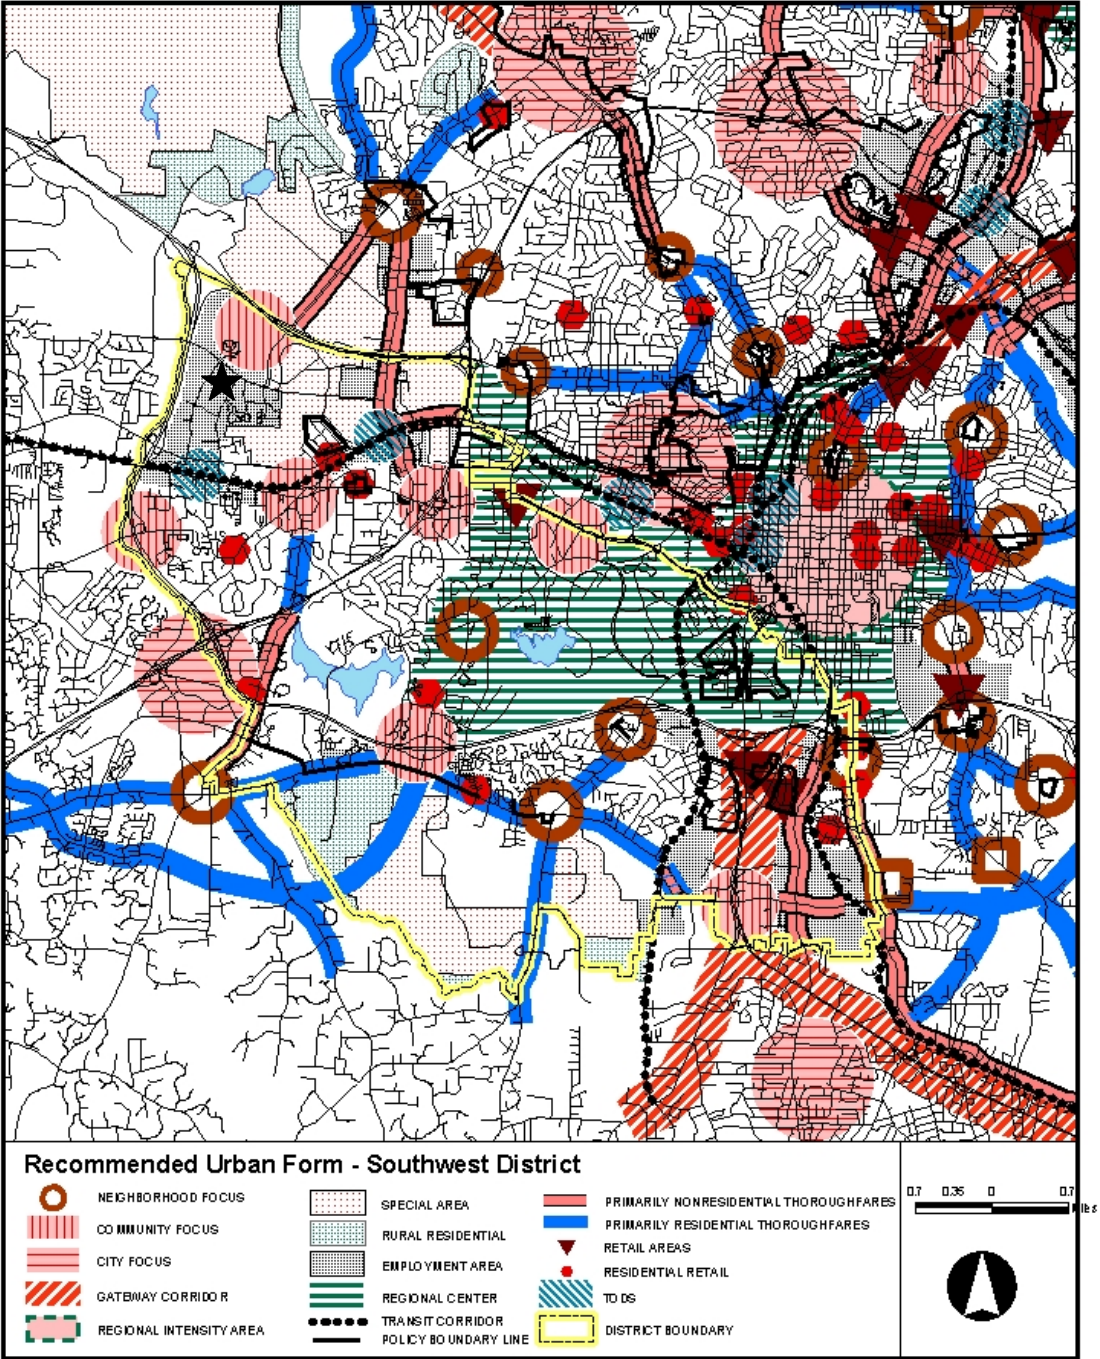 Recommended Urban Form - Southwest District
NEIGHBORHOOD FOCUS
COMMUNITY FOCUS
CITY FOCUS
GATEWAY CORRIDOR
REGIONAL INTENSITY AREA
SPECIAL AREA
RURAL RESIDENTIAL
EMPLOYMENT AREA
REGIONAL CENTER
TRANSIT CORRIDOR
POLICY BOUNDARY LINE
PRIMARILY NONRESIDENTIAL THOROUGHFARES
PRIMARILY RESIDENTIAL THOROUGHFARES
RETAIL AREAS
RESIDENTIAL RETAIL
TODS
DISTRICT BOUNDARY
0.7 0.35 0 0.7
Miles